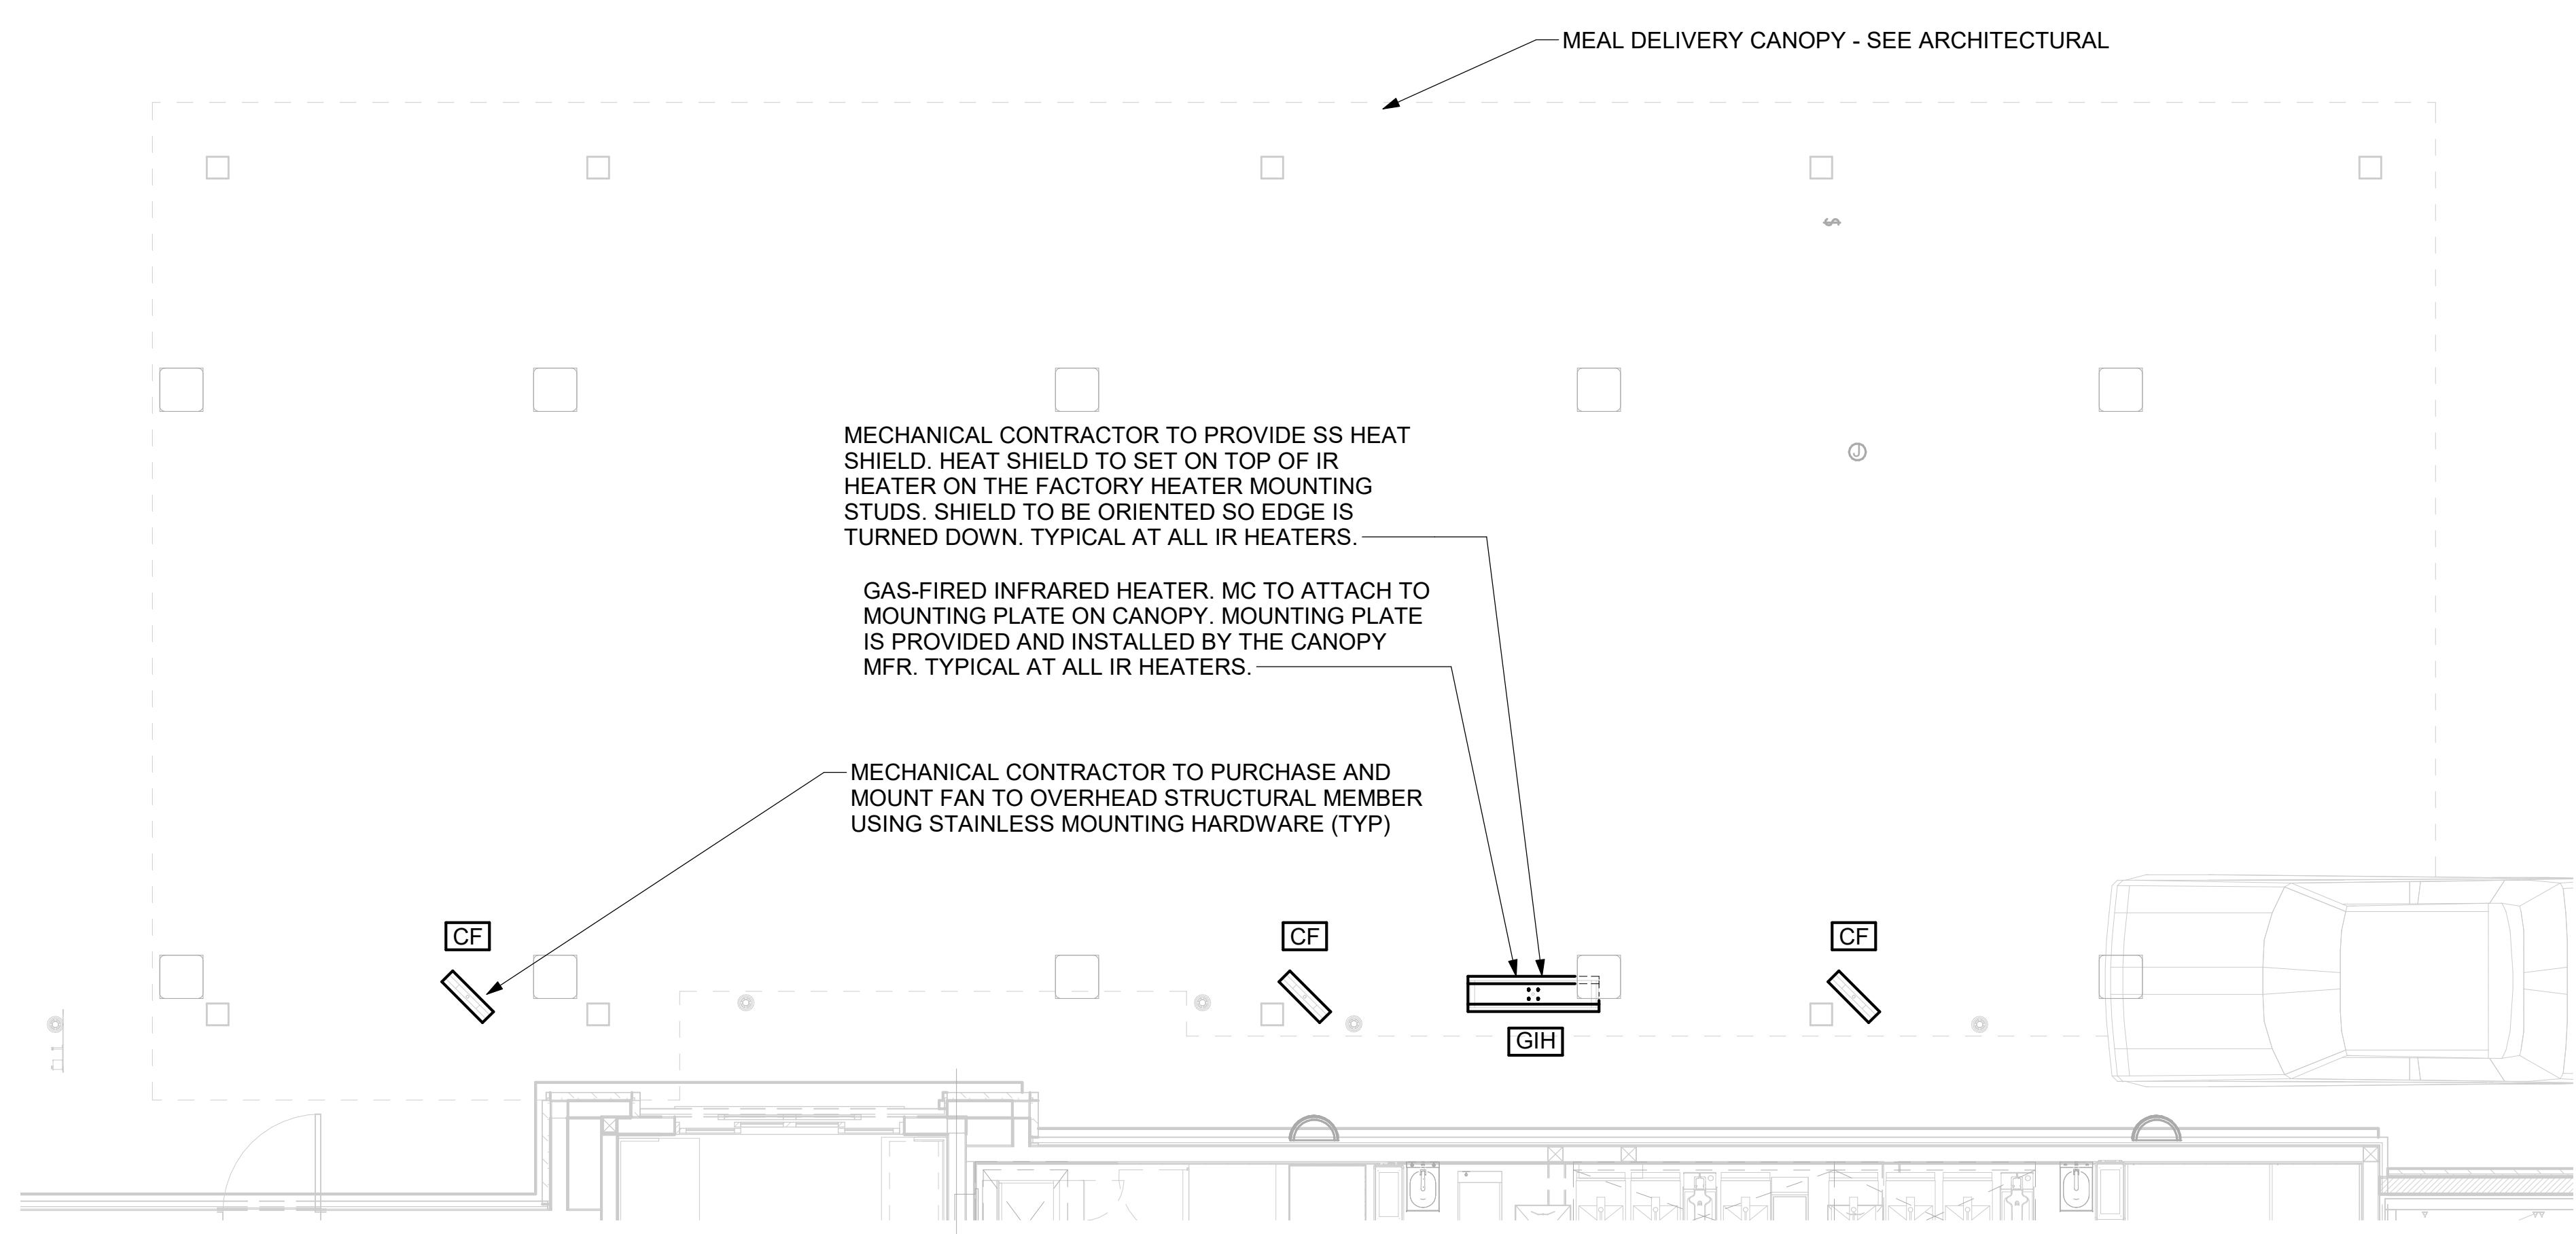 MEAL DELIVERY CANOPY - SEE ARCHITECTURAL
$
MECHANICAL CONTRACTOR TO PROVIDE SS HEAT
SHIELD. HEAT SHIELD TO SET ON TOP OF IR
HEATER ON THE FACTORY HEATER MOUNTING
STUDS. SHIELD TO BE ORIENTED SO EDGE IS
TURNED DOWN. TYPICAL AT ALL IR HEATERS.
J
GAS-FIRED INFRARED HEATER. MC TO ATTACH TO
MOUNTING PLATE ON CANOPY. MOUNTING PLATE
IS PROVIDED AND INSTALLED BY THE CANOPY
MFR. TYPICAL AT ALL IR HEATERS.
MECHANICAL CONTRACTOR TO PURCHASE AND
MOUNT FAN TO OVERHEAD STRUCTURAL MEMBER
USING STAINLESS MOUNTING HARDWARE (TYP)
CF
CF
CF
GIH